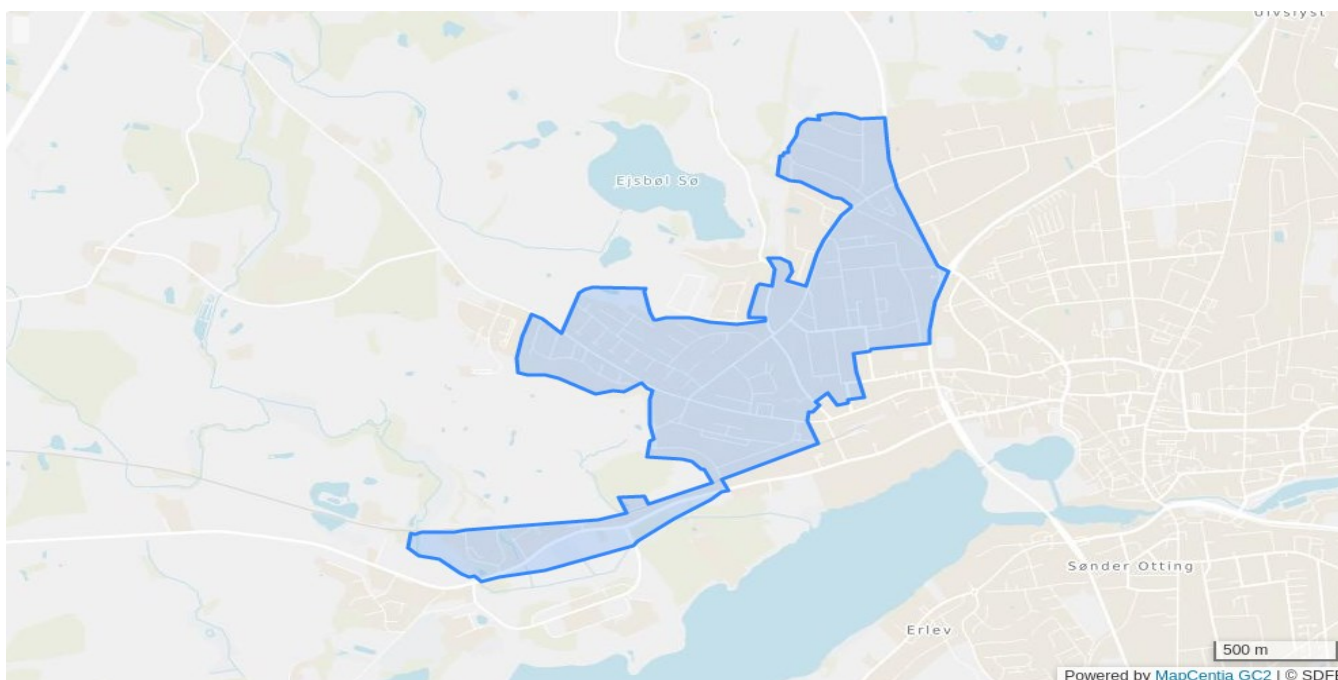 Ejsbøl Sø
Sønder Otting
Erlev
500 m
Powered by MapCentia GC2 | © SDFE